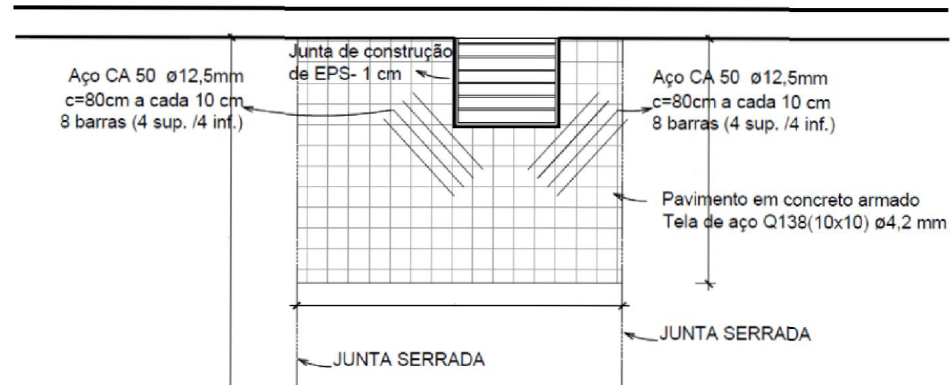 Junta de construção
de EPS- 1 cm
Aço CA 50 ø12,5mm
c=80cm a cada 10 cm
8 barras (4 sup. /4 inf.)
Aço CA 50 ø12,5mm
c=80cm a cada 10 cm
8 barras (4 sup. /4 inf.)
Pavimento em concreto armado
Tela de aço Q138(10x10) ø4,2 mm
JUNTA SERRADA
JUNTA SERRADA